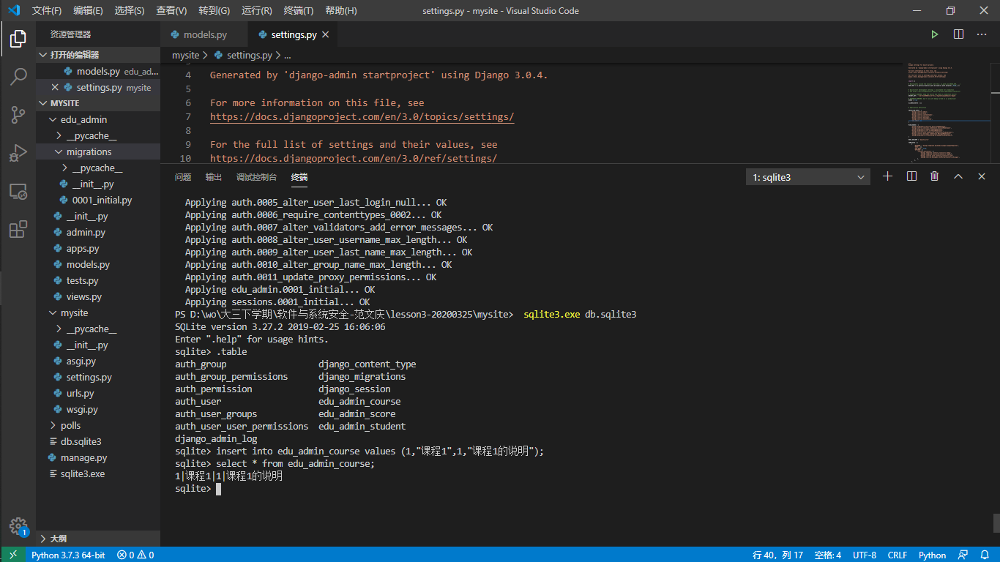 文件(F) 编辑(E) 选择(S) 查看(V) 转到(G) 运行(R) 终端(T) 帮助(H) settings.py - mysite - Visual Studio Code
资源管理器
打开的编辑器
models.py edu_ad...
settings.py mysite
MYSITE
edu_admin
__pycache__
migrations
__pycache__
__init__.py
0001_initial.py
__init__.py
admin.py
apps.py
models.py
tests.py
views.py
mysite
__pycache__
__init__.py
asgi.py
settings.py
urls.py
wsgi.py
polls
db.sqlite3
manage.py
sqlite3.exe
大纲
1
models.py settings.py
mysite > settings.py > ...
4 Generated by 'django-admin startproject' using Django 3.0.4.
5
6 For more information on this file, see
7 https://docs.djangoproject.com/en/3.0/topics/settings/
8
9 For the full list of settings and their values, see
10 https://docs.djangoproject.com/en/3.0/ref/settings/
问题 输出 调试控制台 终端 1: sqlite3
Applying auth.0005_alter_user_last_login_null... OK
Applying auth.0006_require_contenttypes_0002... OK
Applying auth.0007_alter_validators_add_error_messages... OK
Applying auth.0008_alter_user_username_max_length... OK
Applying auth.0009_alter_user_last_name_max_length... OK
Applying auth.0010_alter_group_name_max_length... OK
Applying auth.0011_update_proxy_permissions... OK
Applying edu_admin.0001_initial... OK
Applying sessions.0001_initial... OK
PS D:\wo\大三下学期\软件与系统安全-范文庆\lesson3-20200325\mysite> sqlite3.exe db.sqlite3
SQLite version 3.27.2 2019-02-25 16:06:06
Enter ".help" for usage hints.
sqlite> .table
auth_group django_content_type
auth_group_permissions django_migrations
auth_permission django_session
auth_user edu_admin_course
auth_user_groups edu_admin_score
auth_user_user_permissions edu_admin_student
django_admin_log
sqlite> insert into edu_admin_course values (1,"课程1",1,"课程1的说明");
sqlite> select * from edu_admin_course;
1|课程1|1|课程1的说明
sqlite>
Python 3.7.3 64-bit 0 0 行 40，列 17 空格: 4 UTF-8 CRLF Python